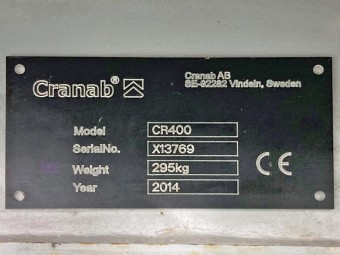 Cranab®
Cranab AB
SE-92282 Vindeln, Sweden
Model CR400
SerialNo. X13769
Weight 295kg
Year 2014
CE